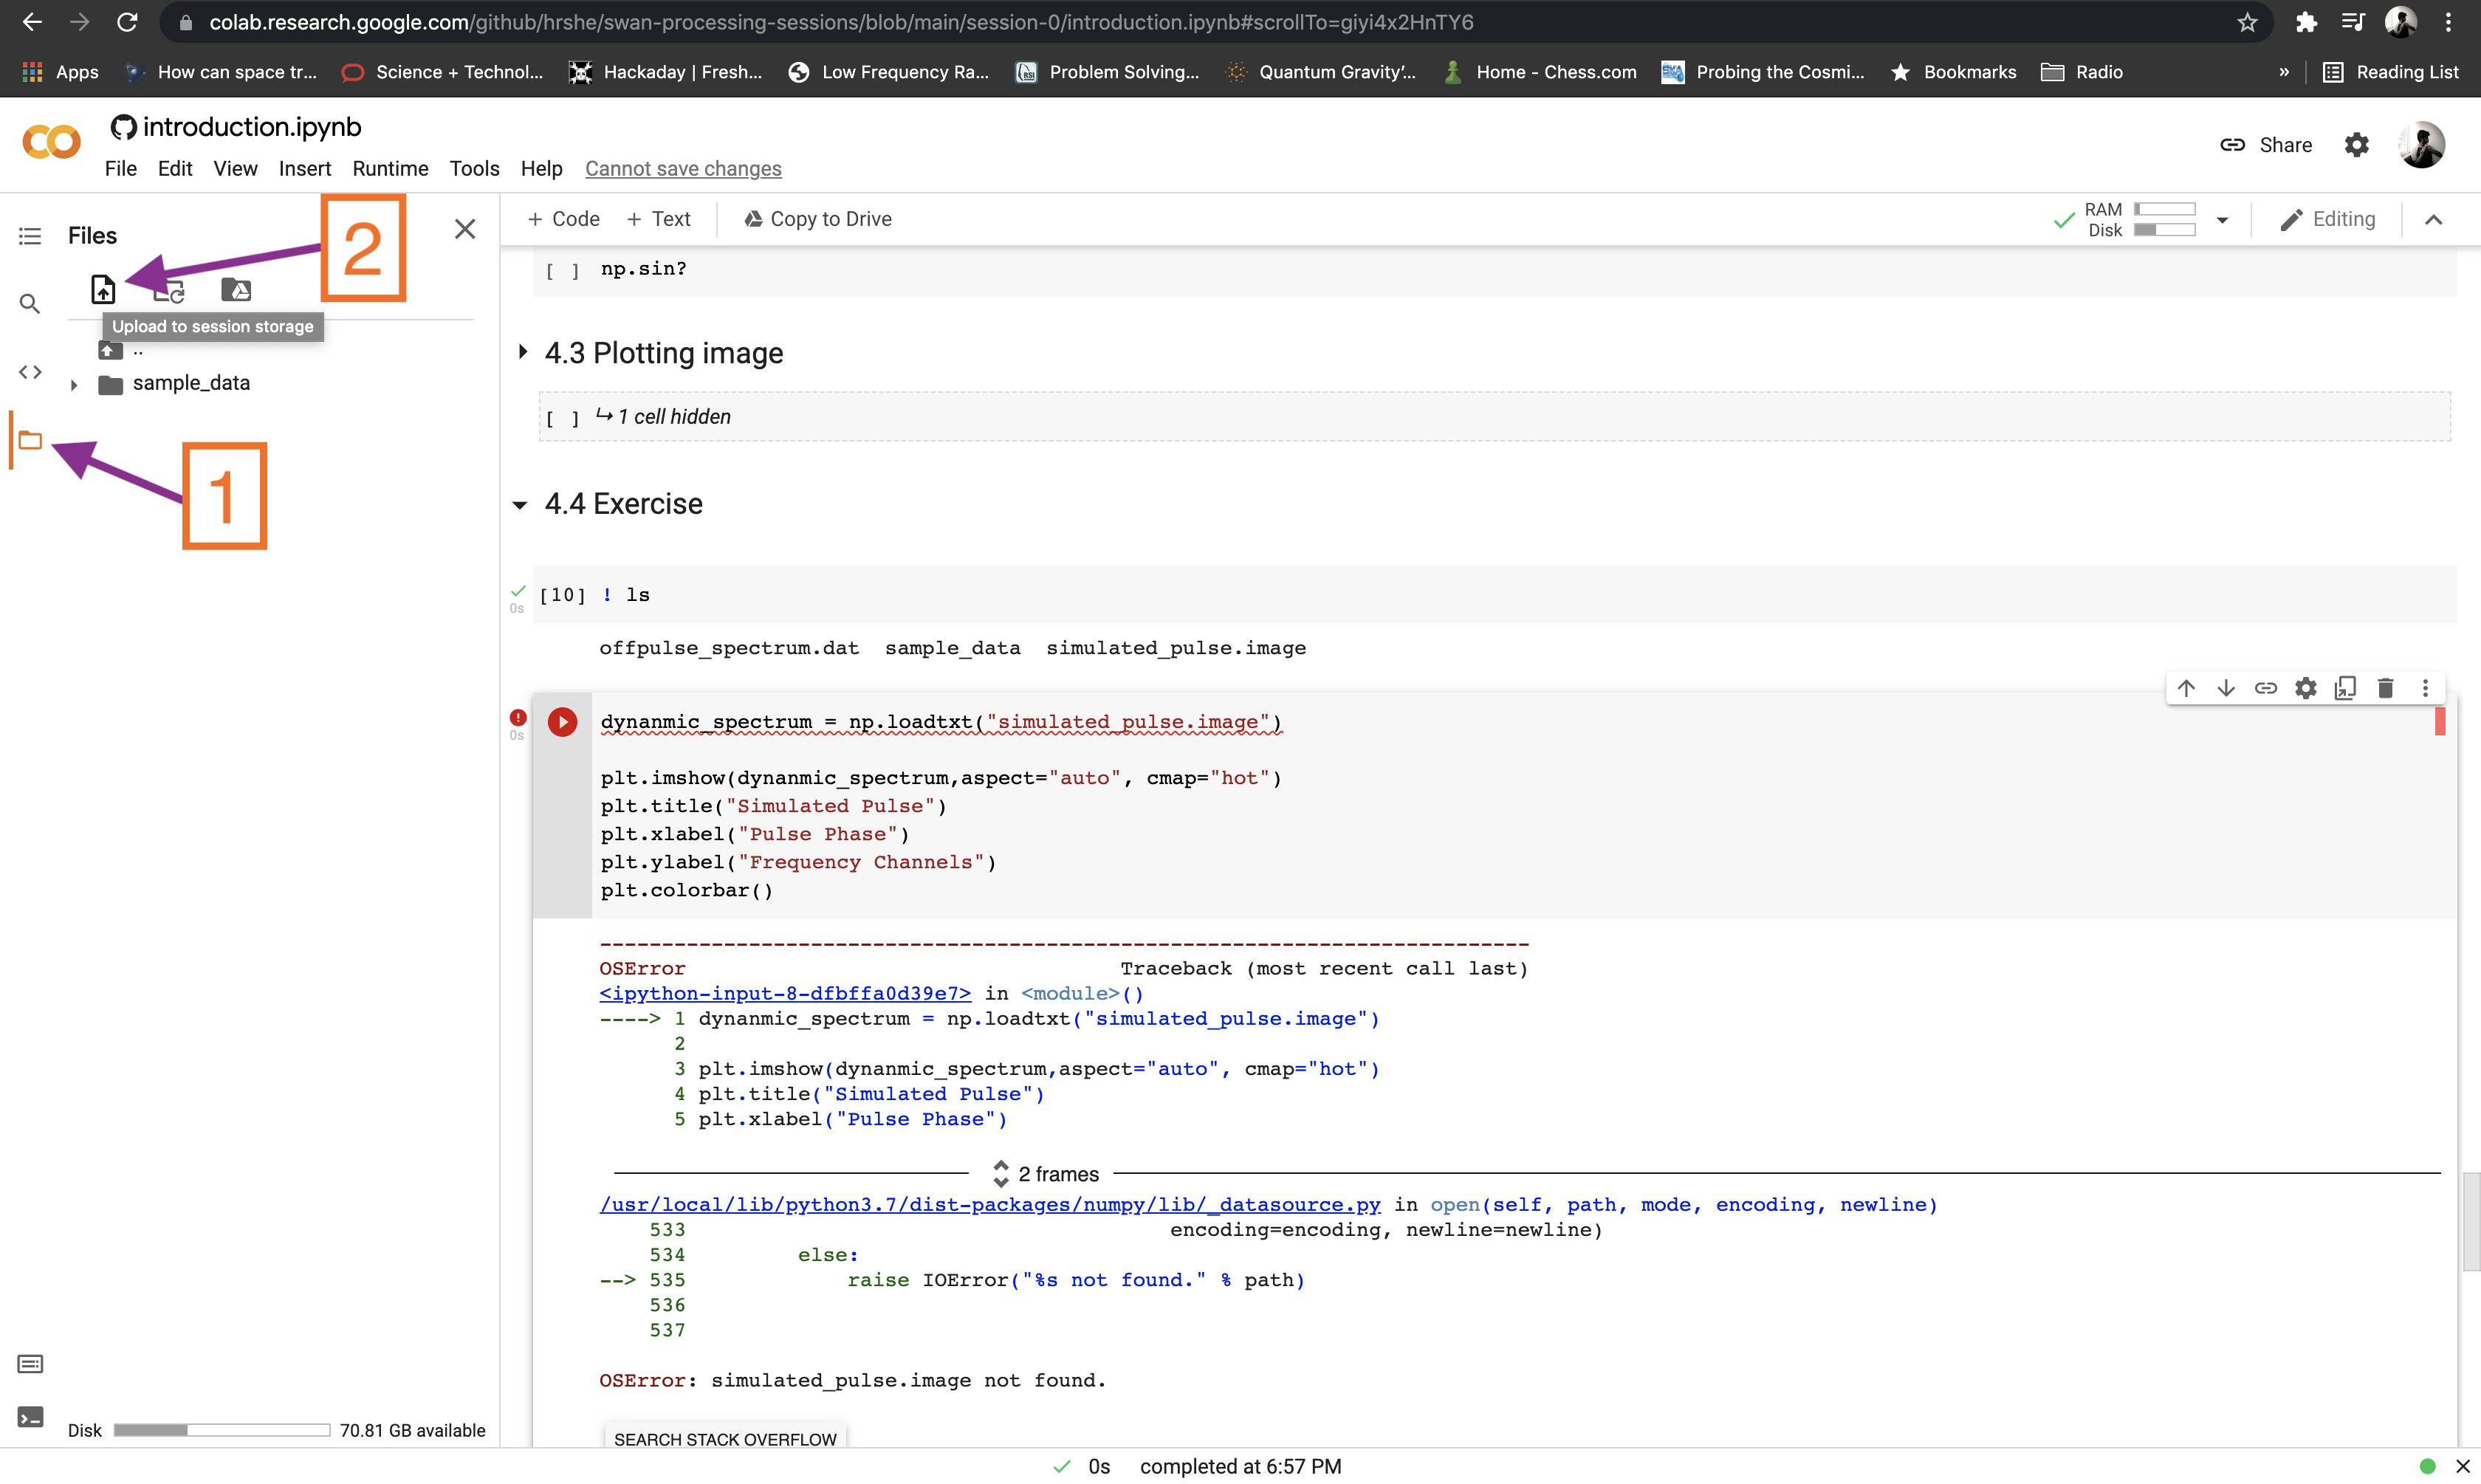 colab.research.google.com/github/hrshe/swan-processing-sessions/blob/main/session-0/introduction.ipynb#scrollTo=giyi4x2HnTY6
Apps How can space tr... Science + Technol... Hackaday | Fresh... Low Frequency Ra... Problem Solving... Quantum Gravity'... Home - Chess.com Probing the Cosmi... Bookmarks Radio » Reading List
introduction.ipynb
File Edit View Insert Runtime Tools Help Cannot save changes
Share
Files
2
+ Code + Text Copy to Drive
RAM
Disk
Editing
Upload to session storage
..
sample_data
1
[ ] np.sin?
4.3 Plotting image
[ ] ↳ 1 cell hidden
4.4 Exercise
0s
[10] ! ls
offpulse_spectrum.dat sample_data simulated_pulse.image
0s
dynanmic_spectrum = np.loadtxt("simulated_pulse.image")
plt.imshow(dynanmic_spectrum,aspect="auto", cmap="hot")
plt.title("Simulated Pulse")
plt.xlabel("Pulse Phase")
plt.ylabel("Frequency Channels")
plt.colorbar()
---------------------------------------------------------------------------
OSError Traceback (most recent call last)
<ipython-input-8-dfbffa0d39e7> in <module>()
----> 1 dynanmic_spectrum = np.loadtxt("simulated_pulse.image")
2
3 plt.imshow(dynanmic_spectrum,aspect="auto", cmap="hot")
4 plt.title("Simulated Pulse")
5 plt.xlabel("Pulse Phase")
2 frames
/usr/local/lib/python3.7/dist-packages/numpy/lib/_datasource.py in open(self, path, mode, encoding, newline)
533 encoding=encoding, newline=newline)
534 else:
--> 535 raise IOError("%s not found." % path)
536
537
OSError: simulated_pulse.image not found.
SEARCH STACK OVERFLOW
Disk 70.81 GB available
0s completed at 6:57 PM